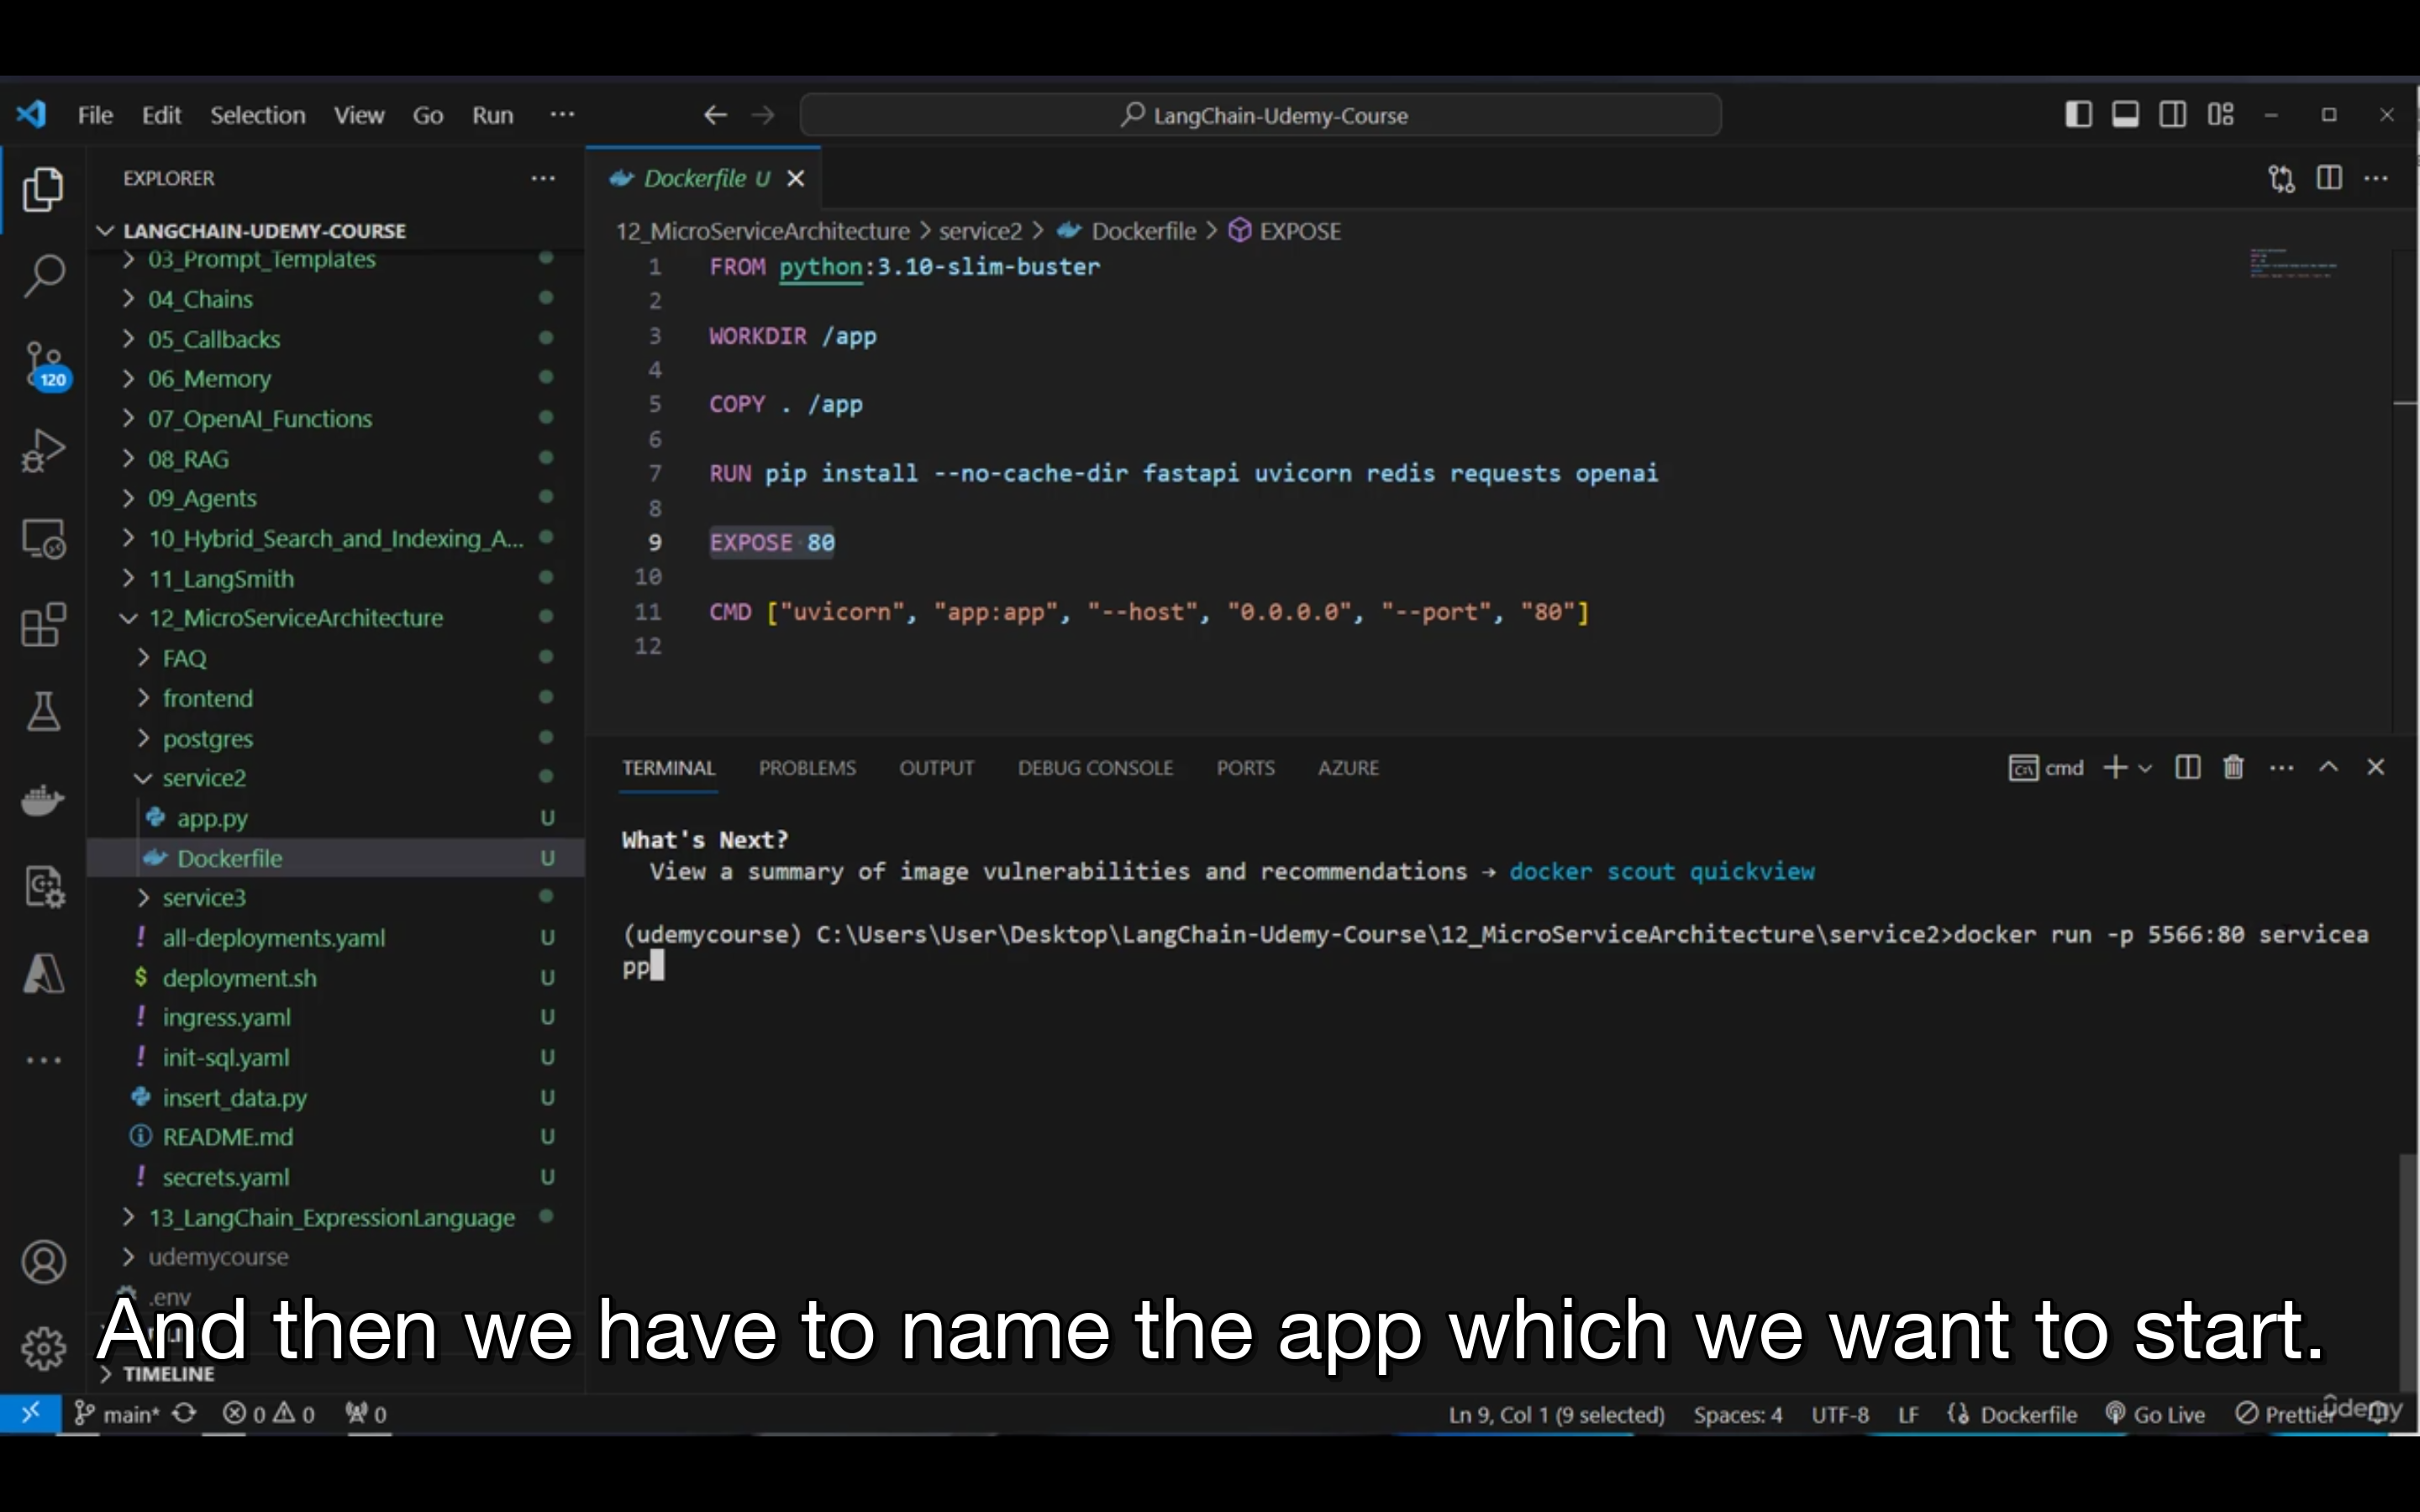 File Edit Selection View Go Run ··· LangChain-Udemy-Course
EXPLORER
LANGCHAIN-UDEMY-COURSE
03_Prompt_Templates
04_Chains
05_Callbacks
06_Memory
07_OpenAI_Functions
08_RAG
09_Agents
10_Hybrid_Search_and_Indexing_A...
11_LangSmith
12_MicroServiceArchitecture
FAQ
frontend
postgres
service2
app.py U
Dockerfile U
service3
! all-deployments.yaml U
$ deployment.sh U
! ingress.yaml U
! init-sql.yaml U
insert_data.py U
README.md U
! secrets.yaml U
13_LangChain_ExpressionLanguage
udemycourse
.env
TIMELINE
120
Dockerfile U
12_MicroServiceArchitecture > service2 > Dockerfile > EXPOSE
1 FROM python:3.10-slim-buster
2
3 WORKDIR /app
4
5 COPY . /app
6
7 RUN pip install --no-cache-dir fastapi uvicorn redis requests openai
8
9 EXPOSE 80
10
11 CMD ["uvicorn", "app:app", "--host", "0.0.0.0", "--port", "80"]
12
TERMINAL PROBLEMS OUTPUT DEBUG CONSOLE PORTS AZURE cmd
What's Next?
View a summary of image vulnerabilities and recommendations → docker scout quickview
(udemycourse) C:\Users\User\Desktop\LangChain-Udemy-Course\12_MicroServiceArchitecture\service2>docker run -p 5566:80 servicea
pp
And then we have to name the app which we want to start.
main* 0 0 0 Ln 9, Col 1 (9 selected) Spaces: 4 UTF-8 LF Dockerfile Go Live Prettier
ûdemy